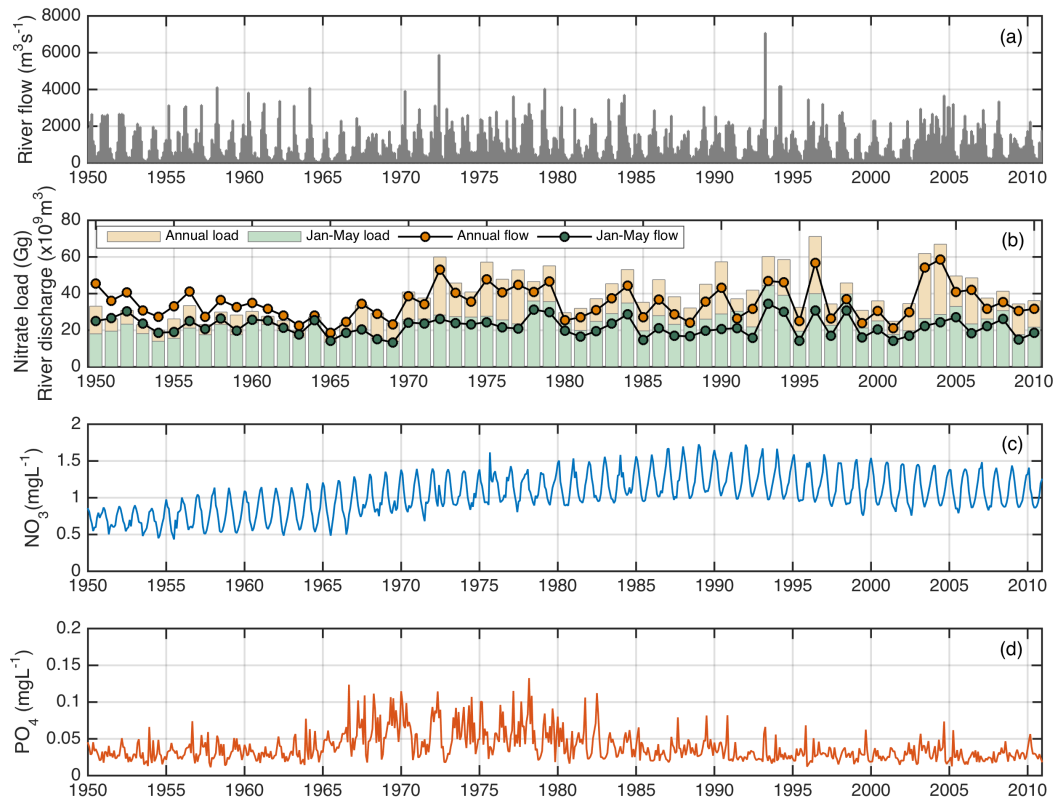 8000
6000
4000
2000
0
River flow (m³s⁻¹)
(a)
1950 1955 1960 1965 1970 1975 1980 1985 1990 1995 2000 2005 2010
80
60
40
20
0
Nitrate load (Gg)
River discharge (x10⁹m³)
Annual load Jan-May load Annual flow Jan-May flow
(b)
1950 1955 1960 1965 1970 1975 1980 1985 1990 1995 2000 2005 2010
2
1.5
1
0.5
0
NO₃(mgL⁻¹)
(c)
1950 1955 1960 1965 1970 1975 1980 1985 1990 1995 2000 2005 2010
0.2
0.15
0.1
0.05
0
PO₄ (mgL⁻¹)
(d)
1950 1955 1960 1965 1970 1975 1980 1985 1990 1995 2000 2005 2010